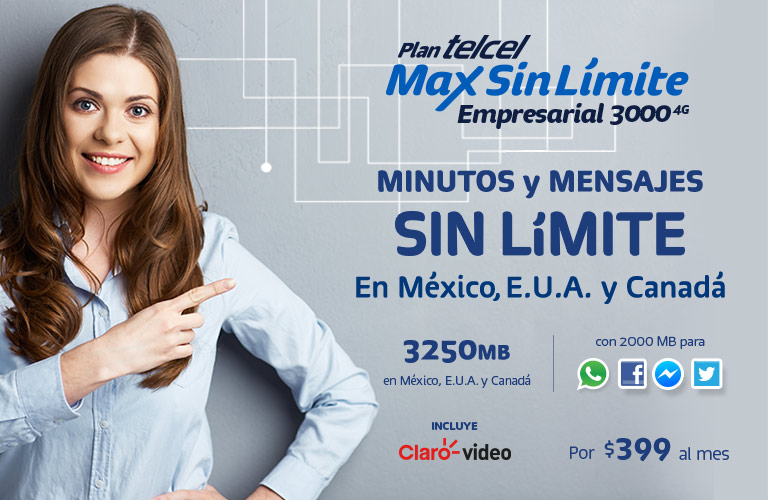 Plan telcel
Max Sin Límite
Empresarial 3000 4G
MINUTOS y MENSAJES
SIN LíMITE
En México, E.U.A. y Canadá
3250MB
en México, E.U.A. y Canadá
con 2000 MB para
INCLUYE
Claro-video
Por $399 al mes